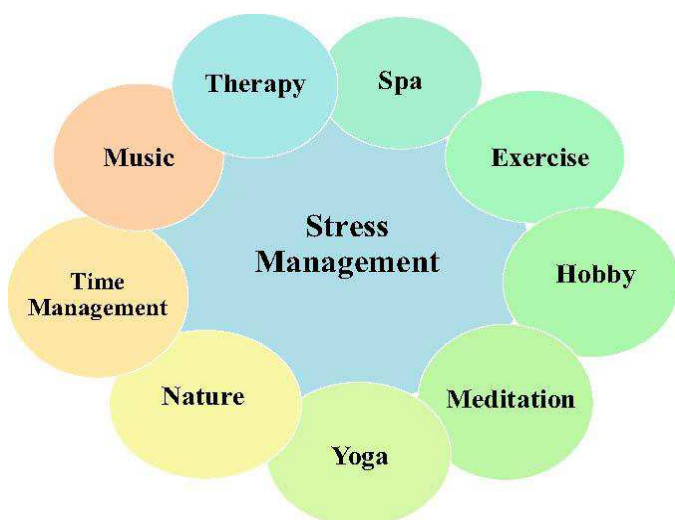 Therapy
Spa
Music
Exercise
Stress
Management
Time
Management
Hobby
Nature
Meditation
Yoga